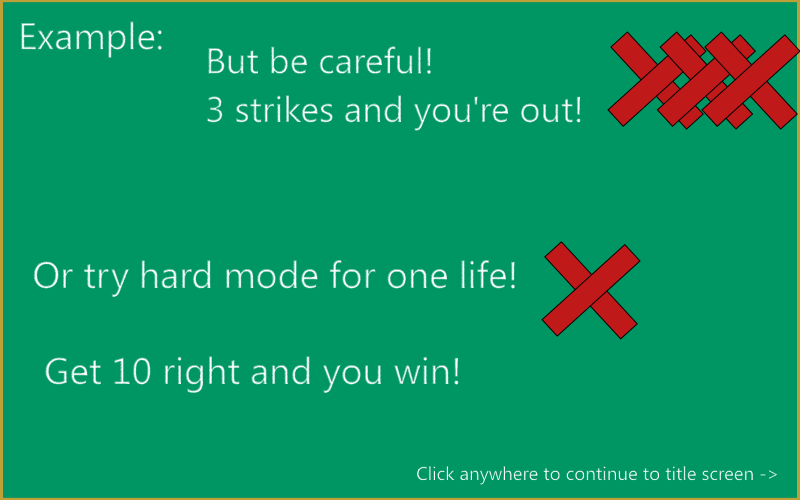 Example:
But be careful!
3 strikes and you're out!
Or try hard mode for one life!
Get 10 right and you win!
Click anywhere to continue to title screen ->